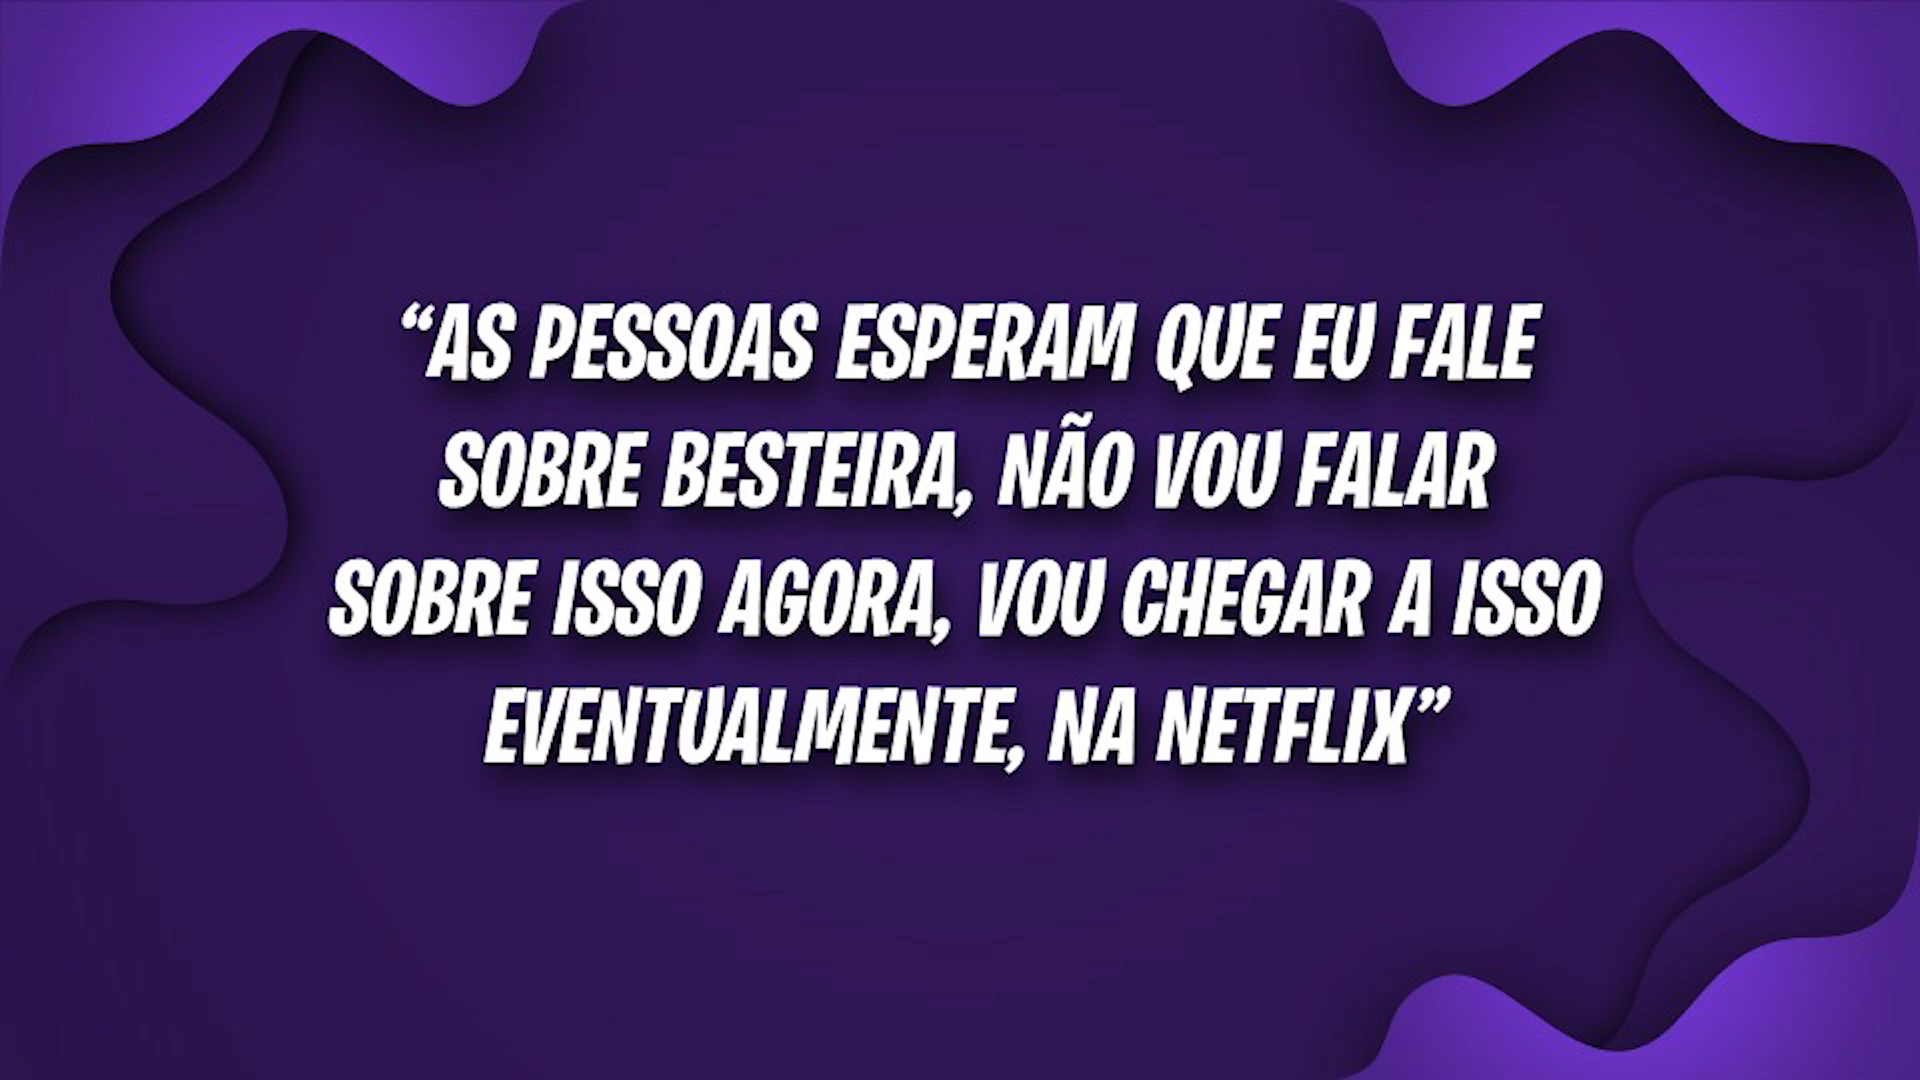 “AS PESSOAS ESPERAM QUE EU FALE
SOBRE BESTEIRA, NÃO VOU FALAR
SOBRE ISSO AGORA, VOU CHEGAR A ISSO
EVENTUALMENTE, NA NETFLIX”